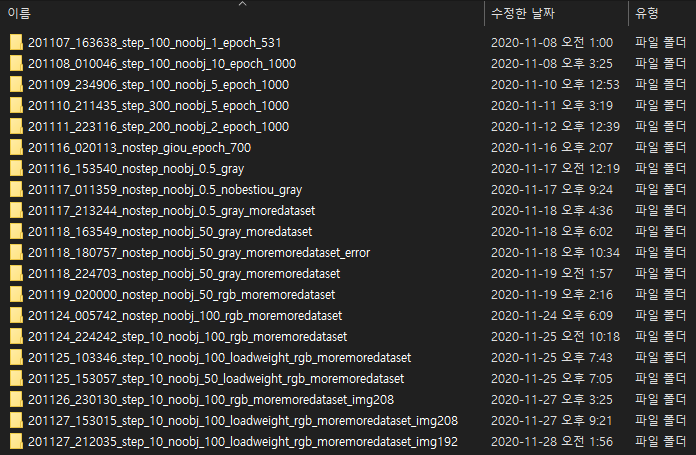 이름 수정한 날짜 유형
201107_163638_step_100_noobj_1_epoch_531 2020-11-08 오전 1:00 파일 폴더
201108_010046_step_100_noobj_10_epoch_1000 2020-11-08 오후 3:25 파일 폴더
201109_234906_step_100_noobj_5_epoch_1000 2020-11-10 오후 12:53 파일 폴더
201110_211435_step_300_noobj_5_epoch_1000 2020-11-11 오후 3:19 파일 폴더
201111_223116_step_200_noobj_2_epoch_1000 2020-11-12 오후 12:39 파일 폴더
201116_020113_nostep_giou_epoch_700 2020-11-16 오후 2:07 파일 폴더
201116_153540_nostep_noobj_0.5_gray 2020-11-17 오전 12:19 파일 폴더
201117_011359_nostep_noobj_0.5_nobestiou_gray 2020-11-17 오후 9:24 파일 폴더
201117_213244_nostep_noobj_0.5_gray_moredataset 2020-11-18 오후 4:36 파일 폴더
201118_163549_nostep_noobj_50_gray_moredataset 2020-11-18 오후 6:02 파일 폴더
201118_180757_nostep_noobj_50_gray_moremoredataset_error 2020-11-18 오후 10:34 파일 폴더
201118_224703_nostep_noobj_50_gray_moremoredataset 2020-11-19 오전 1:57 파일 폴더
201119_020000_nostep_noobj_50_rgb_moremoredataset 2020-11-19 오후 2:16 파일 폴더
201124_005742_nostep_noobj_100_rgb_moremoredataset 2020-11-24 오후 6:09 파일 폴더
201124_224242_step_10_noobj_100_rgb_moremoredataset 2020-11-25 오전 10:18 파일 폴더
201125_103346_step_10_noobj_100_loadweight_rgb_moremoredataset 2020-11-25 오후 7:43 파일 폴더
201125_153057_step_10_noobj_50_loadweight_rgb_moremoredataset 2020-11-25 오후 7:05 파일 폴더
201126_230130_step_10_noobj_100_rgb_moremoredataset_img208 2020-11-27 오후 3:25 파일 폴더
201127_153015_step_10_noobj_100_loadweight_rgb_moremoredataset_img208 2020-11-27 오후 9:21 파일 폴더
201127_212035_step_10_noobj_100_loadweight_rgb_moremoredataset_img192 2020-11-28 오전 1:56 파일 폴더